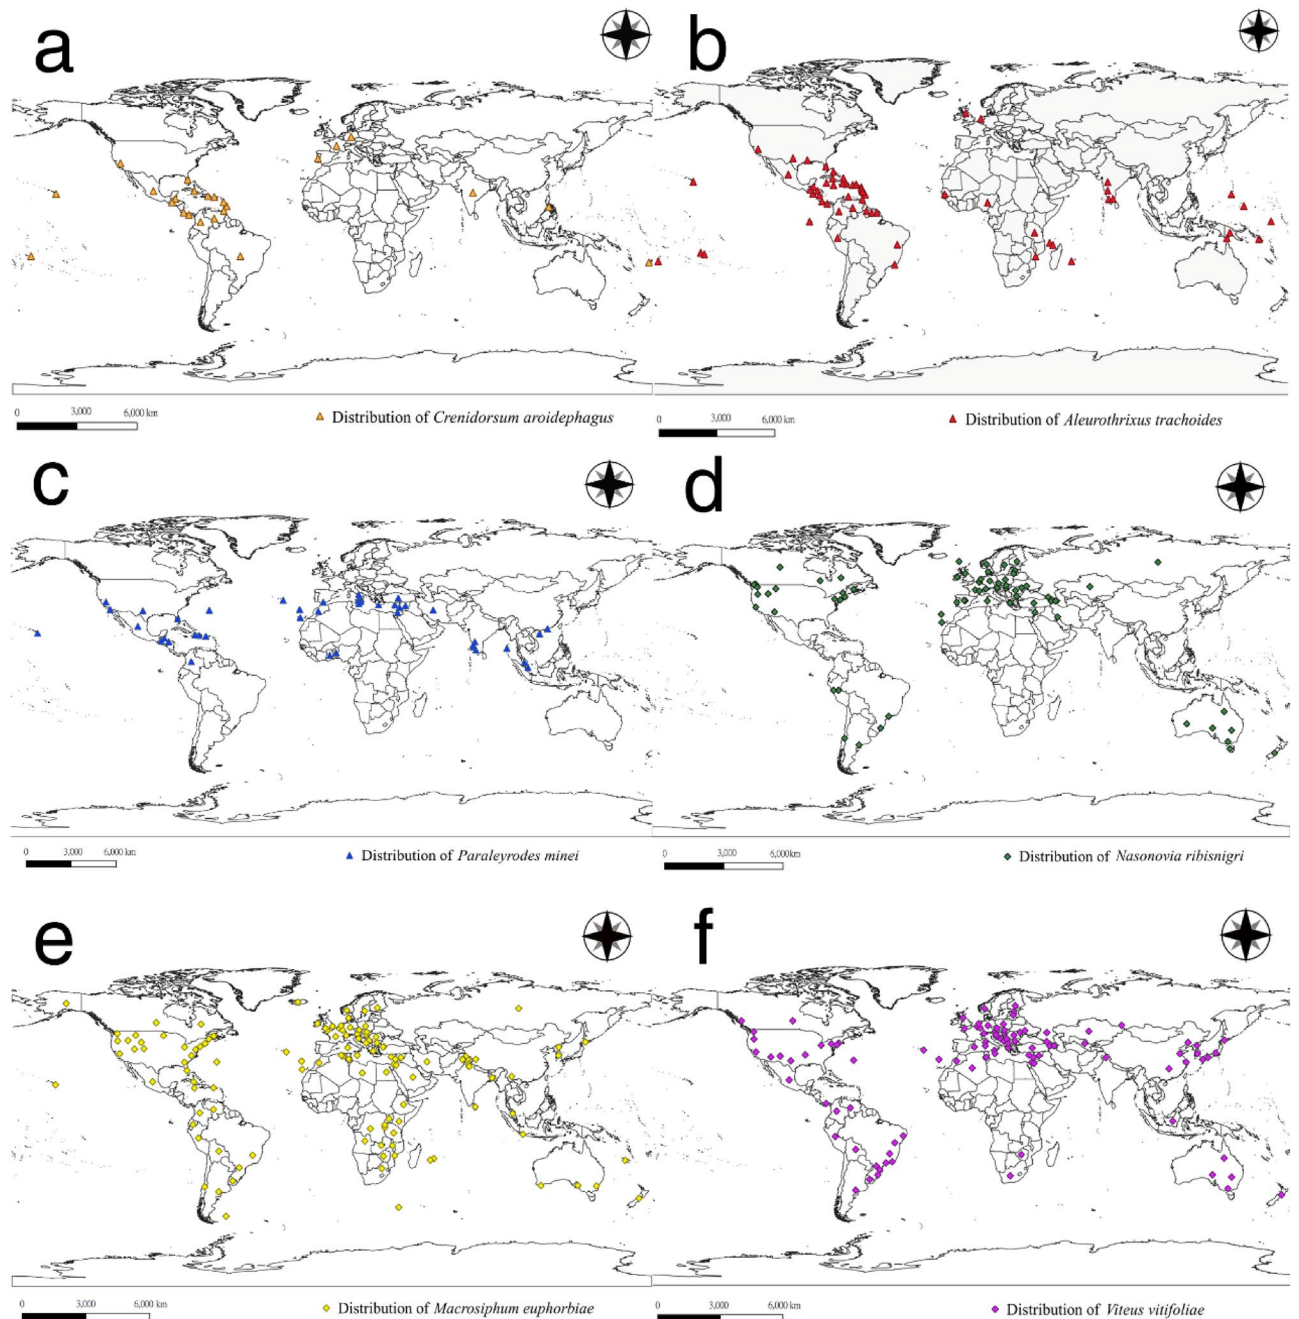 a
b
0 3,000 6,000 km
Distribution of Crenidorsum aroidephagus
0 3,000 6,000 km
Distribution of Aleurothrixus trachoides
c
d
0 3,000 6,000 km
Distribution of Paraleyrodes minei
0 3,000 6,000km
Distribution of Nasonovia ribisnigri
e
f
0 3,000 6,000 km
Distribution of Macrosiphum euphorbiae
0 3,000 6,000 km
Distribution of Viteus vitifoliae